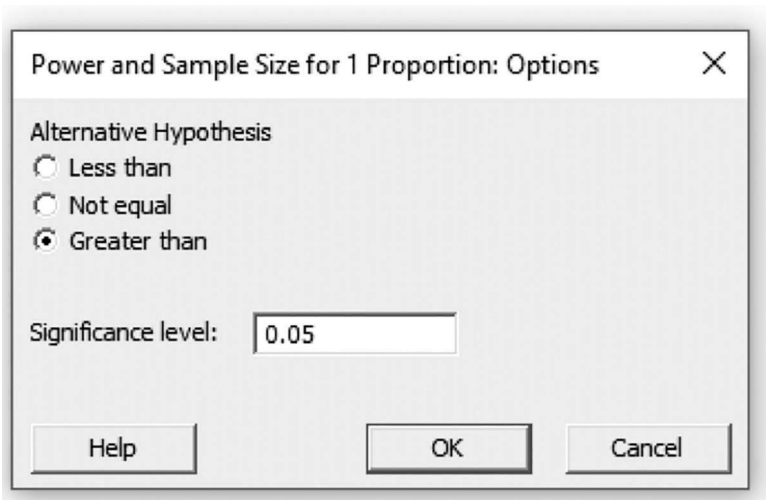 Power and Sample Size for 1 Proportion: Options
Alternative Hypothesis
Less than
Not equal
Greater than
Significance level: 0.05
Help OK Cancel